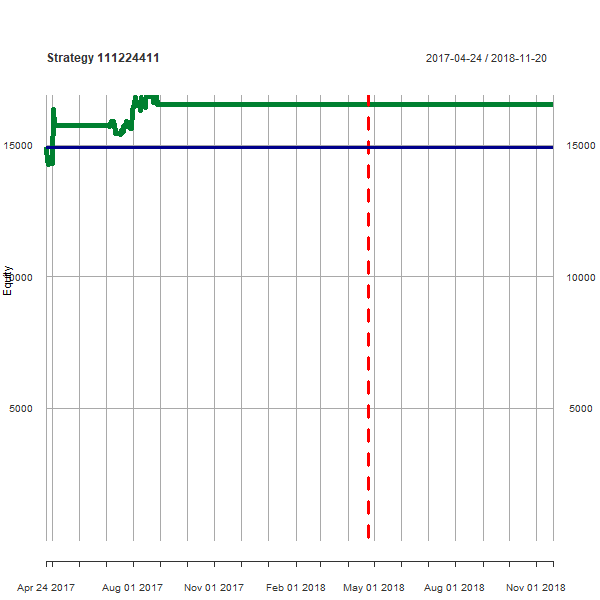 Strategy 111224411
2017-04-24 / 2018-11-20
15000
15000
Equity
10000
10000
5000
5000
Apr 24 2017
Aug 01 2017
Nov 01 2017
Feb 01 2018
May 01 2018
Aug 01 2018
Nov 01 2018